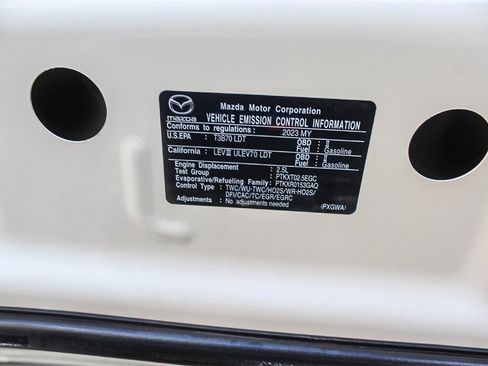 Mazda Motor Corporation
mazda VEHICLE EMISSION CONTROL INFORMATION
Conforms to regulations : 2023 MY
U.S.EPA : T3B70 LDT OBD : II
Fuel : Gasoline
California : LEVⅢ ULEV70 LDT OBD : II
Fuel : Gasoline
Engine Displacement : 2.5L
Test Group : PTKXT02.5EGC
Evaporative/Refueling Family : PTKXR0153GAQ
Control Type : TWC/WU-TWC/HO2S/WR-HO2S/
DFI/CAC/TC/EGR/EGRC
Adjustments : No adjustments needed
(PXGWA)